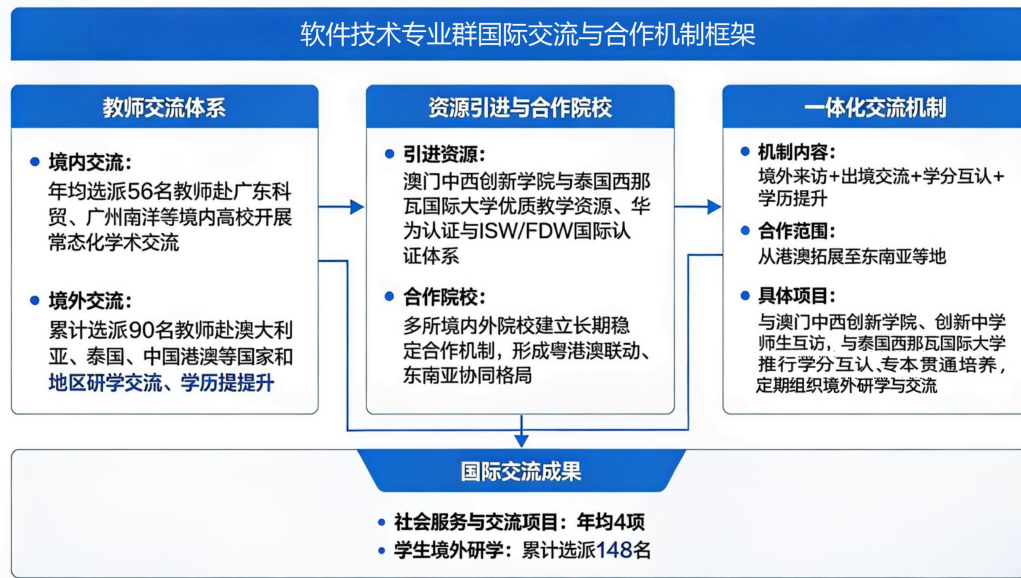 软件技术专业群国际交流与合作机制框架
教师交流体系
境内交流：
年均选派56名教师赴广东科
贸、广州南洋等境内高校开展
常态化学术交流
境外交流：
累计选派90名教师赴澳大利
亚、泰国、中国港澳等国家和
地区研学交流、学历提提升
资源引进与合作院校
引进资源：
澳门中西创新学院与泰国西那
瓦国际大学优质教学资源、华
为认证与ISW/FDW国际认
证体系
合作院校：
多所境内外院校建立长期稳
定合作机制，形成粤港澳联动、
东南亚协同格局
一体化交流机制
机制内容：
境外来访+出境交流+学分互认+
学历提升
合作范围：
从港澳拓展至东南亚等地
具体项目：
与澳门中西创新学院、创新中学
师生互访，与泰国西那瓦国际大学
推行学分互认、专本贯通培养，
定期组织境外研学与交流
国际交流成果
社会服务与交流项目：年均4项
学生境外研学：累计选派148名